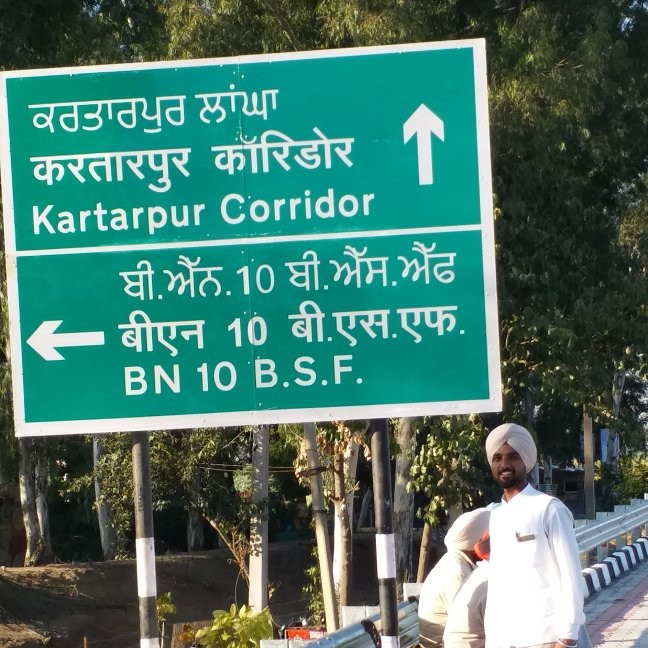 ਕਰਤਾਰਪੁਰ ਲਾਂਘਾ
करतारपुर कॉरिडोर
Kartarpur Corridor
ਬੀ.ਐੱਨ.10 ਬੀ.ਐੱਸ.ਐੱਫ
बीएन 10 बी.एस.एफ.
BN 10 B.S.F.